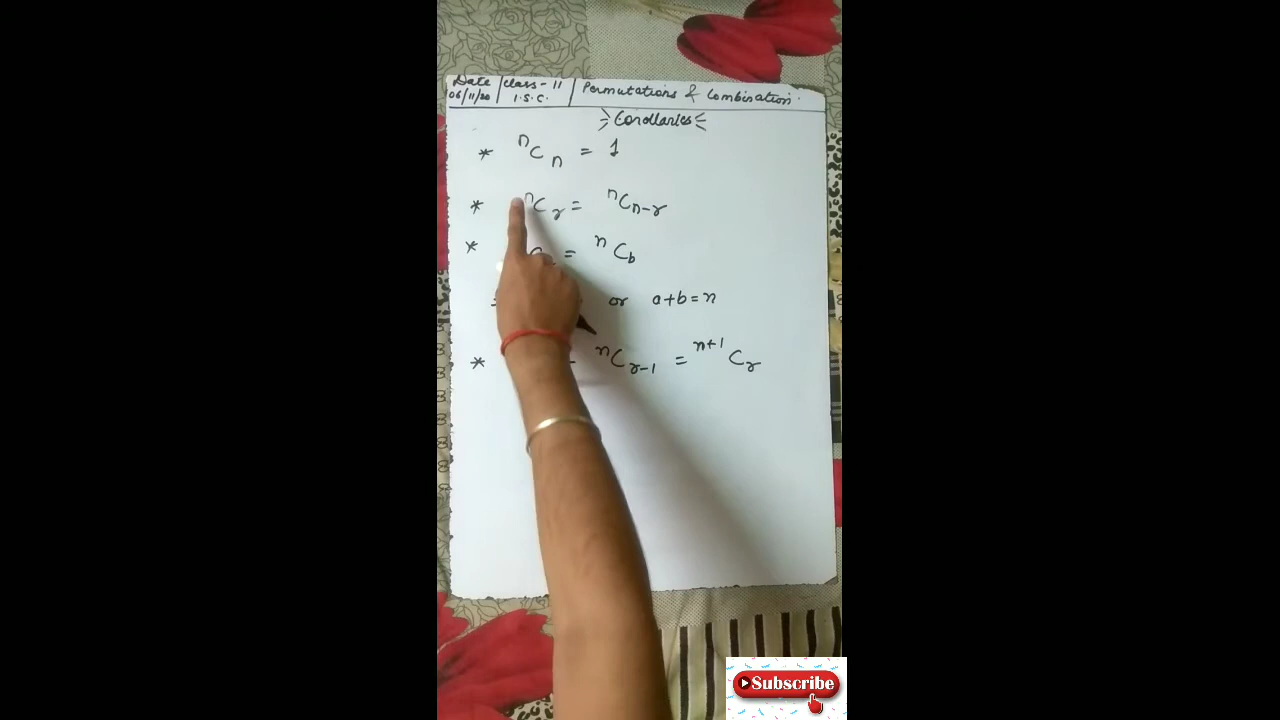 Date 06/11/20 | Class - 11 I.S.C. | Permutations & Combination.
Corollaries
* ⁿCₙ = 1
* ⁿCᵣ = ⁿCₙ₋ᵣ
* C = ⁿC_b
or a+b=n
* ⁿCᵣ₋₁ = ⁿ⁺¹Cᵣ
Subscribe